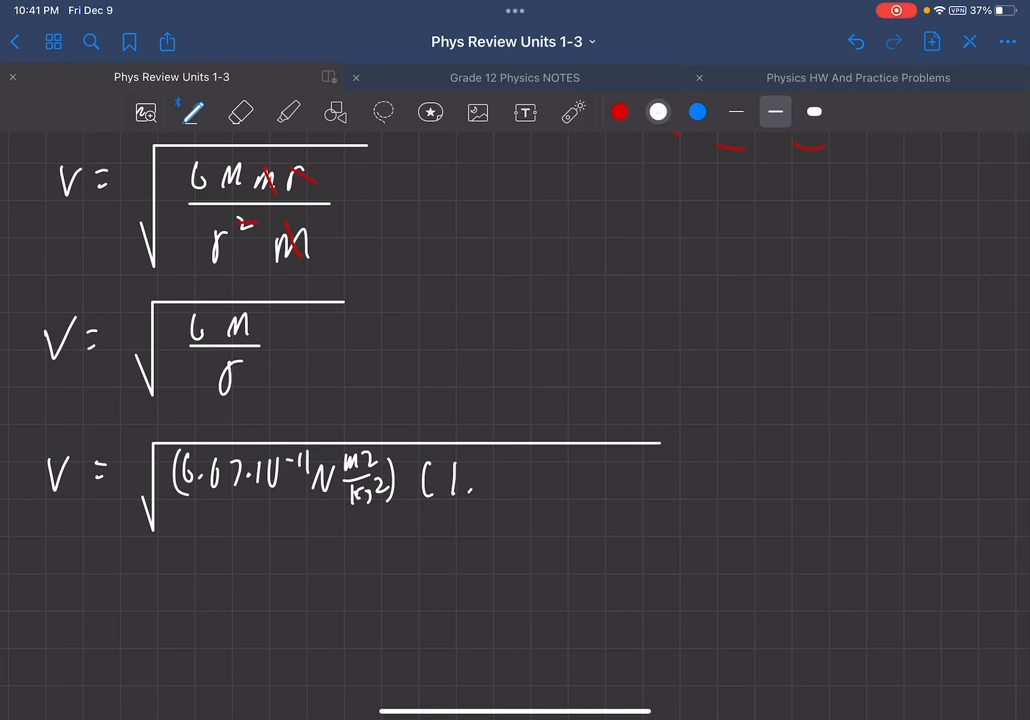 10:41 PM Fri Dec 9
VPN 37%
Phys Review Units 1-3
Phys Review Units 1-3
Grade 12 Physics NOTES
Physics HW And Practice Problems
V = √ G M m r
r² m
V = √ G M
r
V = √ (6.67·10⁻¹¹ N m2/kg2) ( 1.